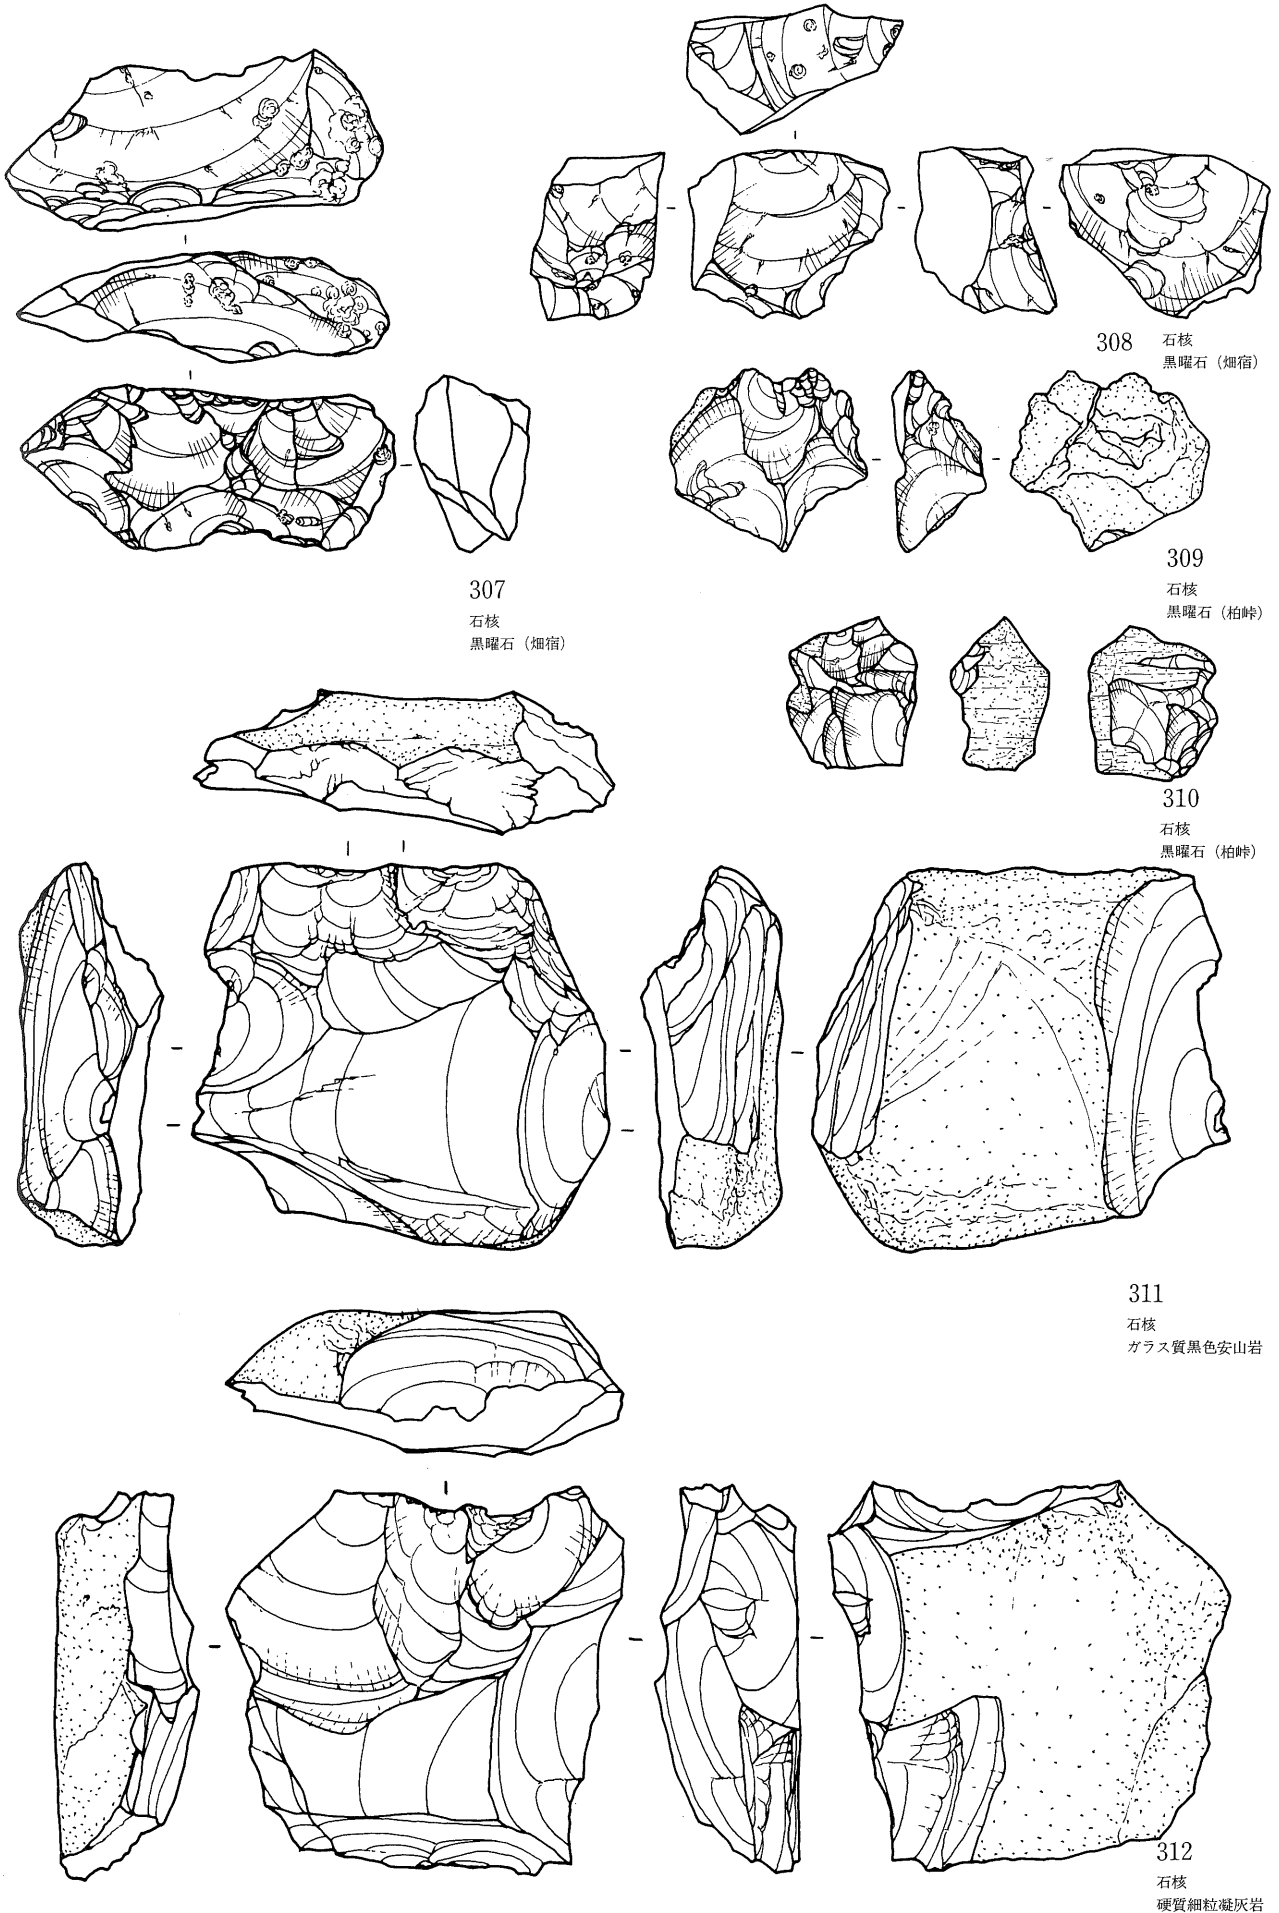 308
石核
黒曜石（畑宿）
309
石核
黒曜石（柏峠）
307
石核
黒曜石（畑宿）
310
石核
黒曜石（柏峠）
311
石核
ガラス質黒色安山岩
312
石核
硬質細粒凝灰岩